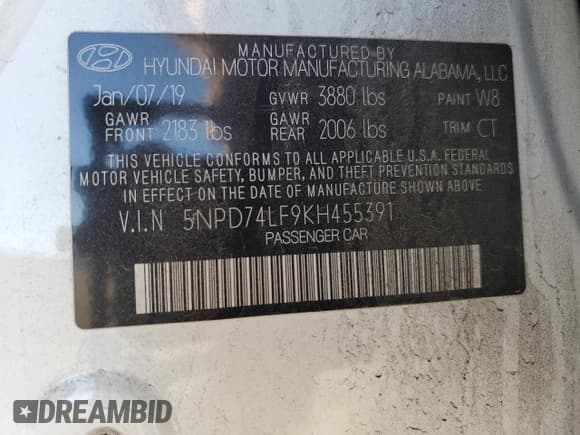 MANUFACTURED BY
HYUNDAI MOTOR MANUFACTURING ALABAMA, LLC
Jan/07/19 GVWR 3880 lbs PAINT W8
GAWR FRONT 2183 lbs GAWR REAR 2006 lbs TRIM CT
THIS VEHICLE CONFORMS TO ALL APPLICABLE U.S.A. FEDERAL
MOTOR VEHICLE SAFETY, BUMPER, AND THEFT PREVENTION STANDARDS
IN EFFECT ON THE DATE OF MANUFACTURE SHOWN ABOVE.
V.I.N 5NPD74LF9KH455391
PASSENGER CAR
DREAMBID